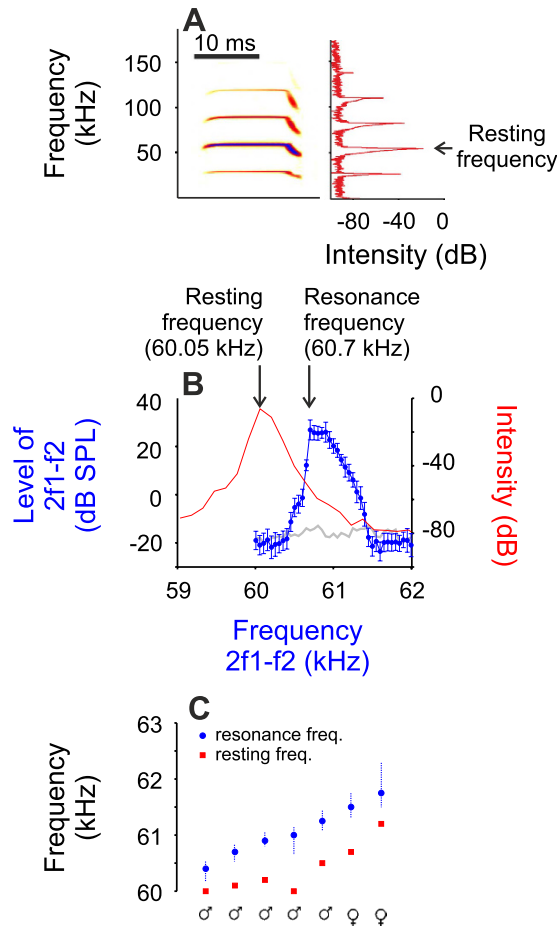 A
10 ms
Frequency
(kHz)
150
100
50
Resting
frequency
-80 -40 0
Intensity (dB)
Resting
frequency
(60.05 kHz)
Resonance
frequency
(60.7 kHz)
B
Level of
2f1-f2
(dB SPL)
40
20
0
-20
0
-40
-60
-80
Intensity (dB)
59 60 61 62
Frequency
2f1-f2 (kHz)
C
Frequency
(kHz)
63
62
61
60
resonance freq.
resting freq.
♂ ♂ ♂ ♂ ♂ ♀ ♀